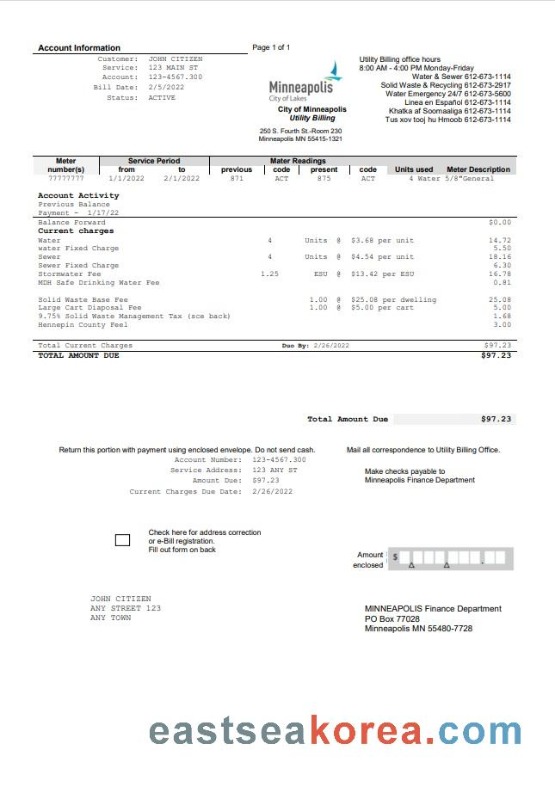 Account Information
Page 1 of 1
Customer: JOHN CITIZEN
Service: 123 MAIN ST
Account: 123-4567.300
Bill Date: 2/5/2022
Status: ACTIVE
Minneapolis
City of Lakes
City of Minneapolis
Utility Billing
250 S. Fourth St.-Room 230
Minneapolis MN 55415-1321
Utility Billing office hours
8:00 AM - 4:00 PM Monday-Friday
Water & Sewer 612-673-1114
Solid Waste & Recycling 612-673-2917
Water Emergency 24/7 612-673-5600
Linea en Español 612-673-1114
Khatka af Soomaaliga 612-673-1114
Tus xov tooj hu Hmoob 612-673-1114
Meter Service Period Mater Readings
number(s) from to previous code present code Units used Meter Description
77777777 1/1/2022 2/1/2022 871 ACT 875 ACT 4 Water 5/8"General
Account Activity
Previous Balance
Payment - 1/17/22
Balance Forward $0.00
Current charges
Water 4 Units @ $3.68 per unit 14.72
water Fixed Charge 5.50
Sewer 4 Units @ $4.54 per unit 18.16
Sewer Fixed Charge 6.30
Stormwater Fee 1.25 ESU @ $13.42 per ESU 16.78
MDH Safe Drinking Water Fee 0.81
Solid Waste Base Fee 1.00 @ $25.08 per dwelling 25.08
Large Cart Disposal Fee 1.00 @ $5.00 per cart 5.00
9.75% Solid Waste Management Tax (sce back) 1.68
Hennepin County Feel 3.00
Total Current Charges Due By: 2/26/2022 $97.23
TOTAL AMOUNT DUE $97.23
Total Amount Due $97.23
Return this portion with payment using enclosed envelope. Do not send cash.
Mail all correspondence to Utility Billing Office.
Account Number: 123-4567.300
Service Address: 123 ANY ST
Amount Due: $97.23
Current Charges Due Date: 2/26/2022
Make checks payable to
Minneapolis Finance Department
Check here for address correction
or e-Bill registration.
Fill out form on back
Amount
enclosed
$
JOHN CITIZEN
ANY STREET 123
ANY TOWN
MINNEAPOLIS Finance Department
PO Box 77028
Minneapolis MN 55480-7728
eastseakorea.com